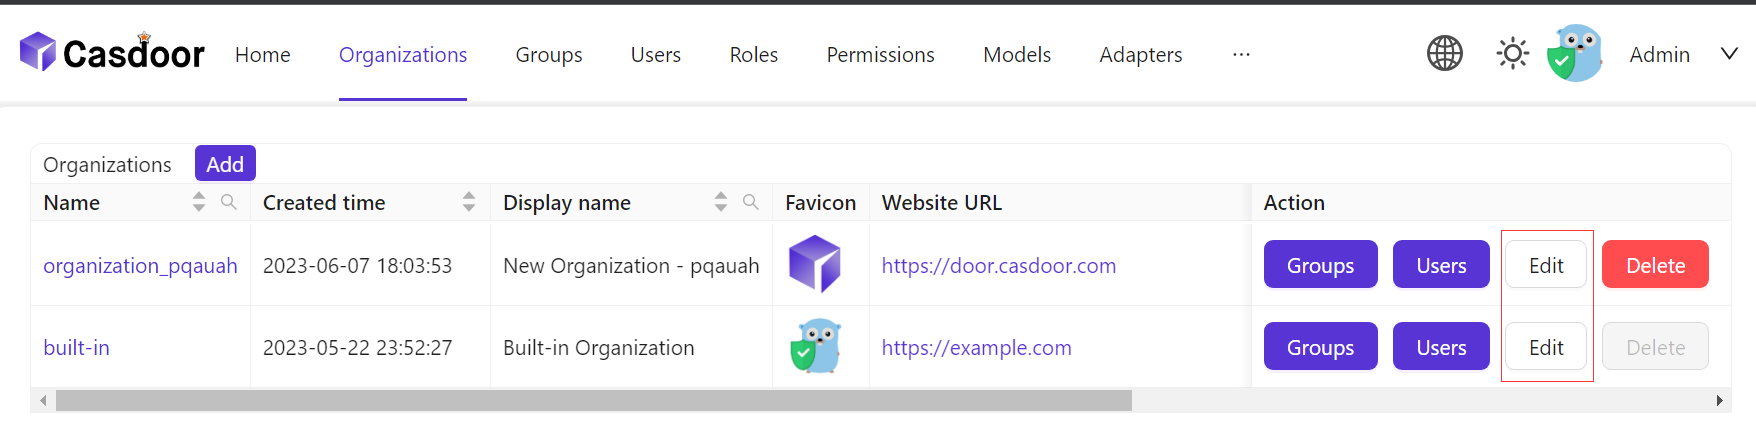 Casdoor Home Organizations Groups Users Roles Permissions Models Adapters ··· Admin
Organizations Add
Name Created time Display name Favicon Website URL Action
organization_pqauah 2023-06-07 18:03:53 New Organization - pqauah https://door.casdoor.com Groups Users Edit Delete
built-in 2023-05-22 23:52:27 Built-in Organization https://example.com Groups Users Edit Delete